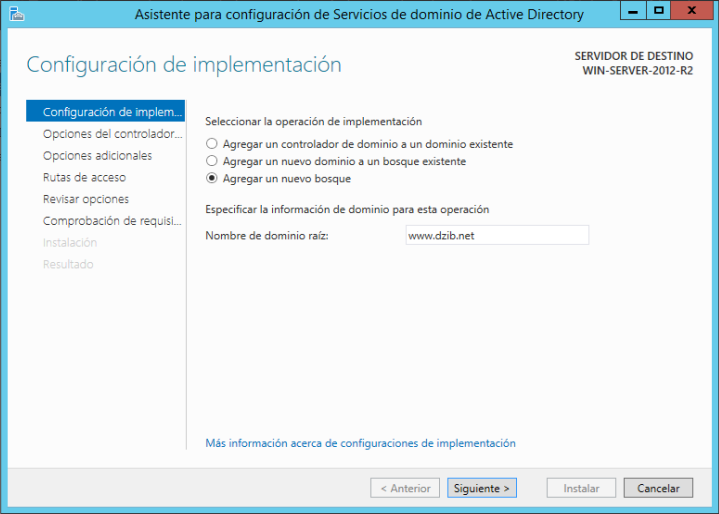 Asistente para configuración de Servicios de dominio de Active Directory
Configuración de implementación
SERVIDOR DE DESTINO
WIN-SERVER-2012-R2
Configuración de implem...
Opciones del controlador...
Opciones adicionales
Rutas de acceso
Revisar opciones
Comprobación de requisi...
Instalación
Resultado
Seleccionar la operación de implementación
Agregar un controlador de dominio a un dominio existente
Agregar un nuevo dominio a un bosque existente
Agregar un nuevo bosque
Especificar la información de dominio para esta operación
Nombre de dominio raíz: www.dzib.net
Más información acerca de configuraciones de implementación
< Anterior Siguiente > Instalar Cancelar